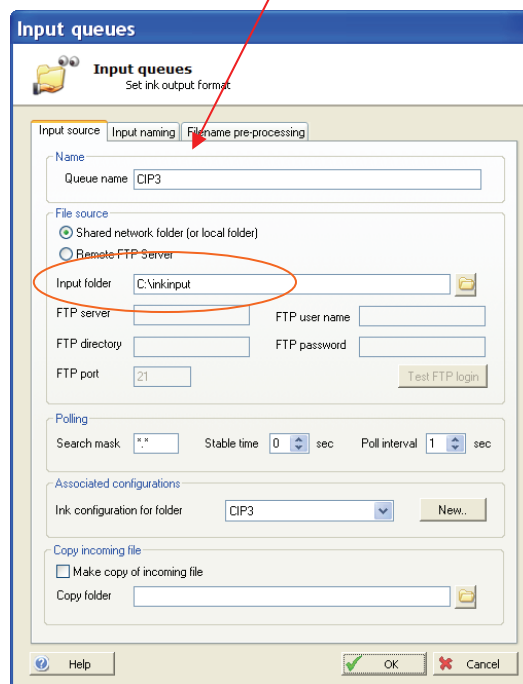 Input queues
Input queues
Set ink output format
Input source Input naming Filename pre-processing
Name
Queue name CIP3
File source
Shared network folder (or local folder)
Remote FTP Server
Input folder C:\inkinput
FTP server FTP user name
FTP directory FTP password
FTP port 21 Test FTP login
Polling
Search mask *.* Stable time 0 sec Poll interval 1 sec
Associated configurations
Ink configuration for folder CIP3 New..
Copy incoming file
Make copy of incoming file
Copy folder
Help OK Cancel